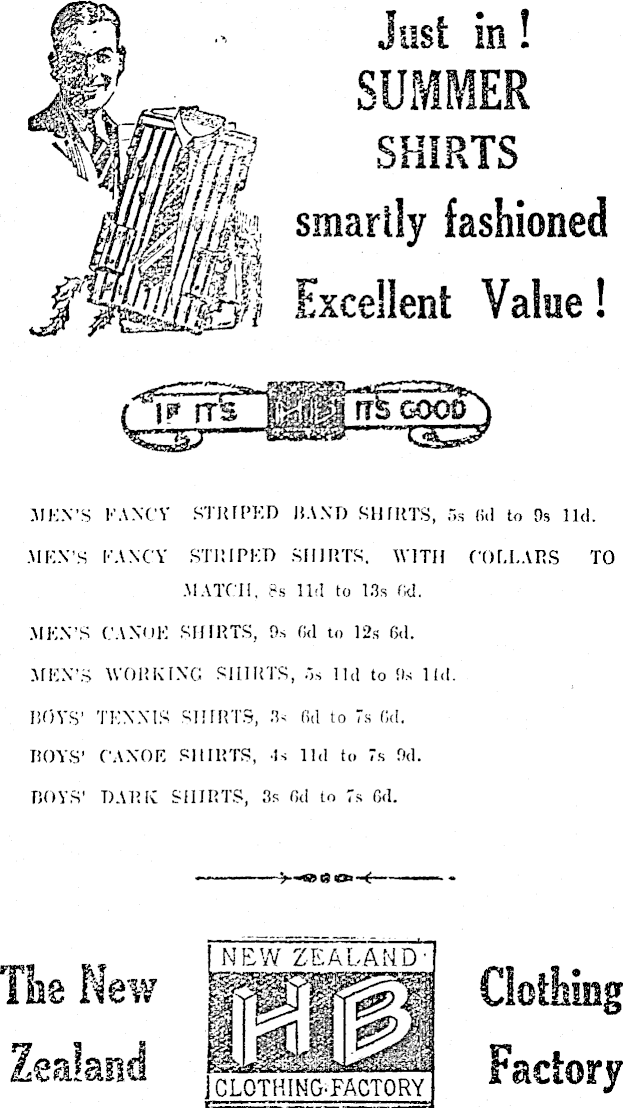 Just in!
SUMMER
SHIRTS
smartly fashioned
Excellent Value!
IF IT'S HB IT'S GOOD
MEN'S FANCY STRIPED BAND SHIRTS, 5s 6d to 9s 11d.
MEN'S FANCY STRIPED SHIRTS, WITH COLLARS TO
MATCH, 8s 11d to 13s 6d.
MEN'S CANOE SHIRTS, 9s 6d to 12s 6d.
MEN'S WORKING SHIRTS, 5s 11d to 9s 11d.
BOYS' TENNIS SHIRTS, 3s 6d to 7s 6d.
BOYS' CANOE SHIRTS, 4s 11d to 7s 9d.
BOYS' DARK SHIRTS, 3s 6d to 7s 6d.
The New
Zealand
NEW ZEALAND
HB
CLOTHING FACTORY
Clothing
Factory